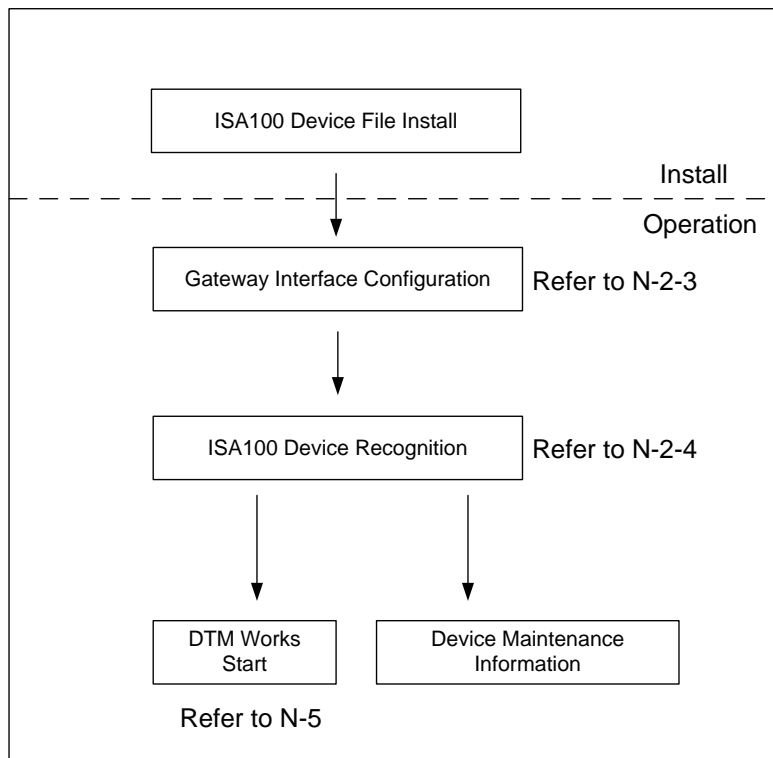 ISA100 Device File Install
Install
Operation
Gateway Interface Configuration
Refer to N-2-3
ISA100 Device Recognition
Refer to N-2-4
DTM Works
Start
Device Maintenance
Information
Refer to N-5